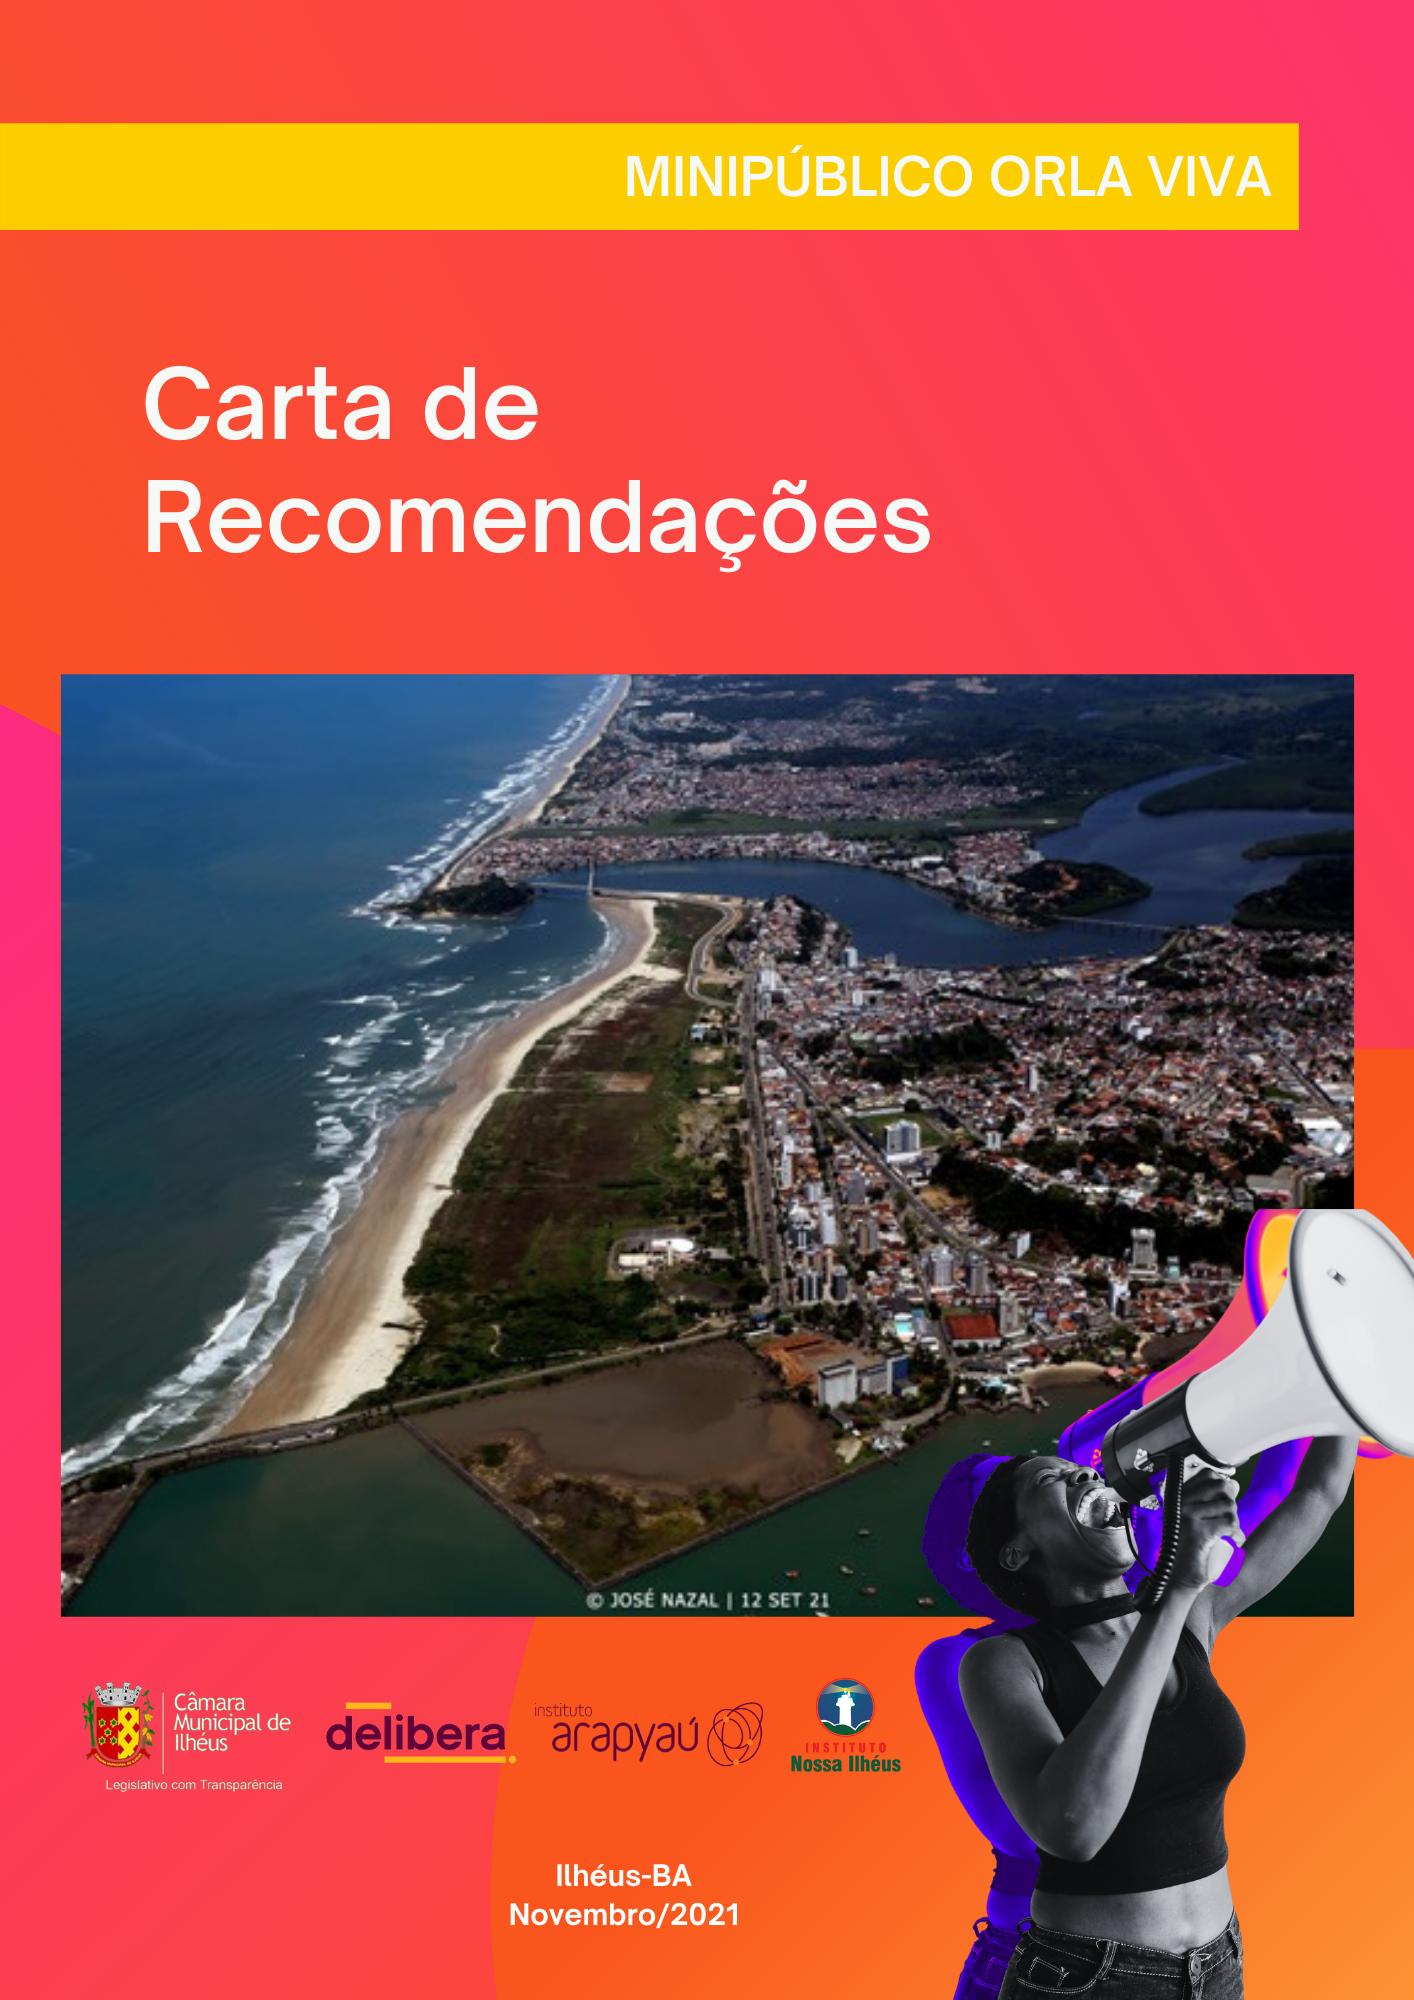 MINIPÚBLICO ORLA VIVA
Carta de
Recomendações
© JOSÉ NAZAL | 12 SET 21
Câmara
Municipal de
Ilhéus
Legislativo com Transparência
delibera
instituto
arapyaú
INSTITUTO
Nossa Ilhéus
Ilhéus-BA
Novembro/2021